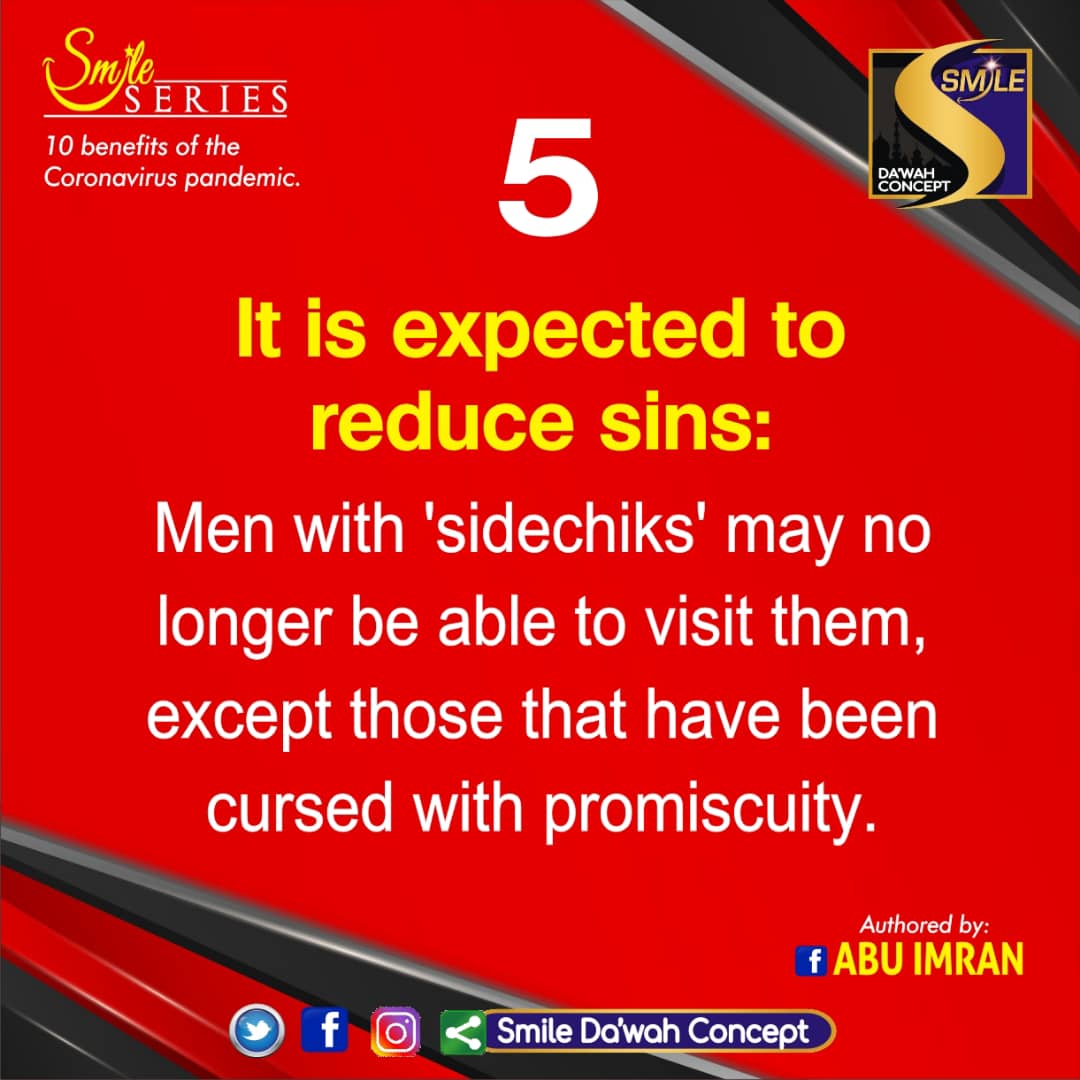 Smile
SERIES
10 benefits of the
Coronavirus pandemic.
SMILE
DA'WAH
CONCEPT
5
It is expected to
reduce sins:
Men with 'sidechiks' may no
longer be able to visit them,
except those that have been
cursed with promiscuity.
Authored by:
f ABU IMRAN
f Smile Da'wah Concept